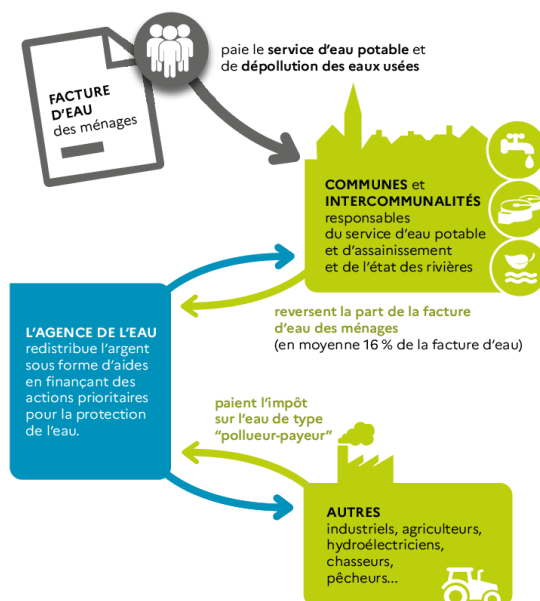 paie le service d'eau potable et
de dépollution des eaux usées
FACTURE
D'EAU
des ménages
COMMUNES et
INTERCOMMUNALITÉS
responsables
du service d'eau potable
et d'assainissement
et de l'état des rivières
reversent la part de la facture
d'eau des ménages
(en moyenne 16 % de la facture d'eau)
L'AGENCE DE L'EAU
redistribue l'argent
sous forme d'aides
en finançant des
actions prioritaires
pour la protection
de l'eau.
paient l'impôt
sur l'eau de type
“pollueur-payeur”
AUTRES
industriels, agriculteurs,
hydroélectriciens,
chasseurs,
pêcheurs...